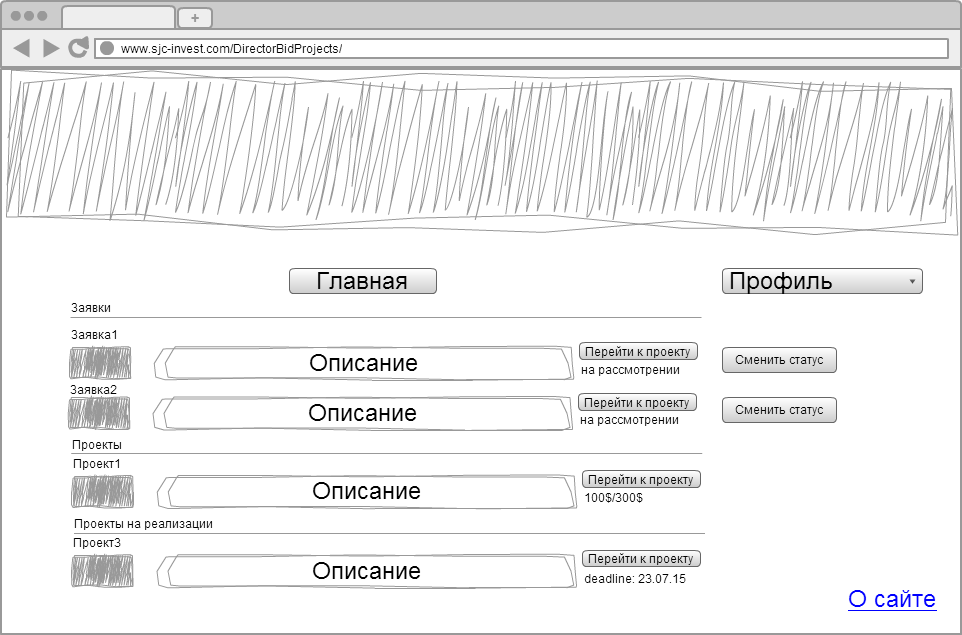 +
www.sjc-invest.com/DirectorBidProjects/
Главная
Профиль
Заявки
Заявка1
Описание
Перейти к проекту
на рассмотрении
Сменить статус
Заявка2
Описание
Перейти к проекту
на рассмотрении
Сменить статус
Проекты
Проект1
Описание
Перейти к проекту
100$/300$
Проекты на реализации
Проект3
Описание
Перейти к проекту
deadline: 23.07.15
О сайте